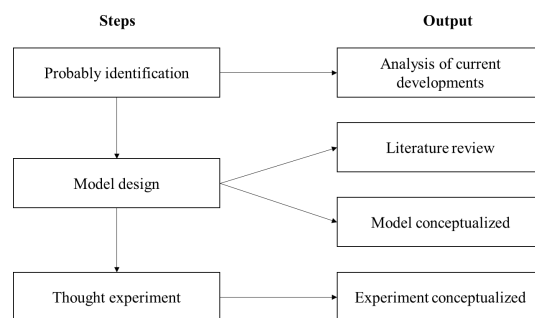 Steps
Output
Probably identification
Analysis of current
developments
Literature review
Model design
Model conceptualized
Thought experiment
Experiment conceptualized